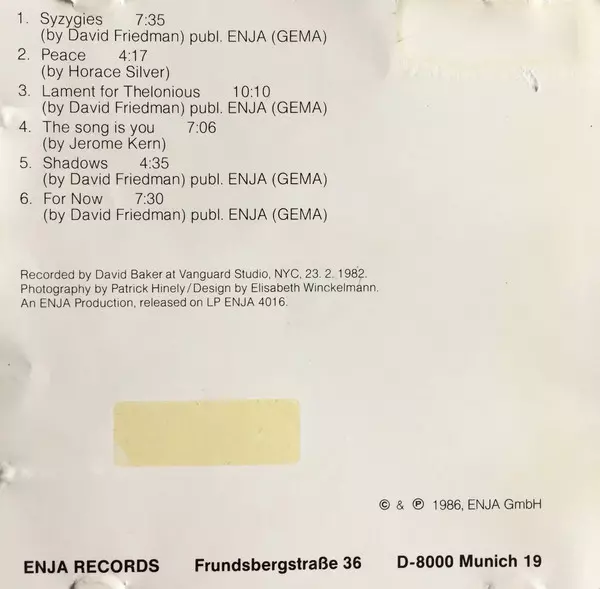 1. Syzygies 7:35
(by David Friedman) publ. ENJA (GEMA)
2. Peace 4:17
(by Horace Silver)
3. Lament for Thelonious 10:10
(by David Friedman) publ. ENJA (GEMA)
4. The song is you 7:06
(by Jerome Kern)
5. Shadows 4:35
(by David Friedman) publ. ENJA (GEMA)
6. For Now 7:30
(by David Friedman) publ. ENJA (GEMA)
Recorded by David Baker at Vanguard Studio, NYC, 23. 2. 1982.
Photography by Patrick Hinely/Design by Elisabeth Winckelmann.
An ENJA Production, released on LP ENJA 4016.
© & ℗ 1986, ENJA GmbH
ENJA RECORDS Frundsbergstraße 36 D-8000 Munich 19